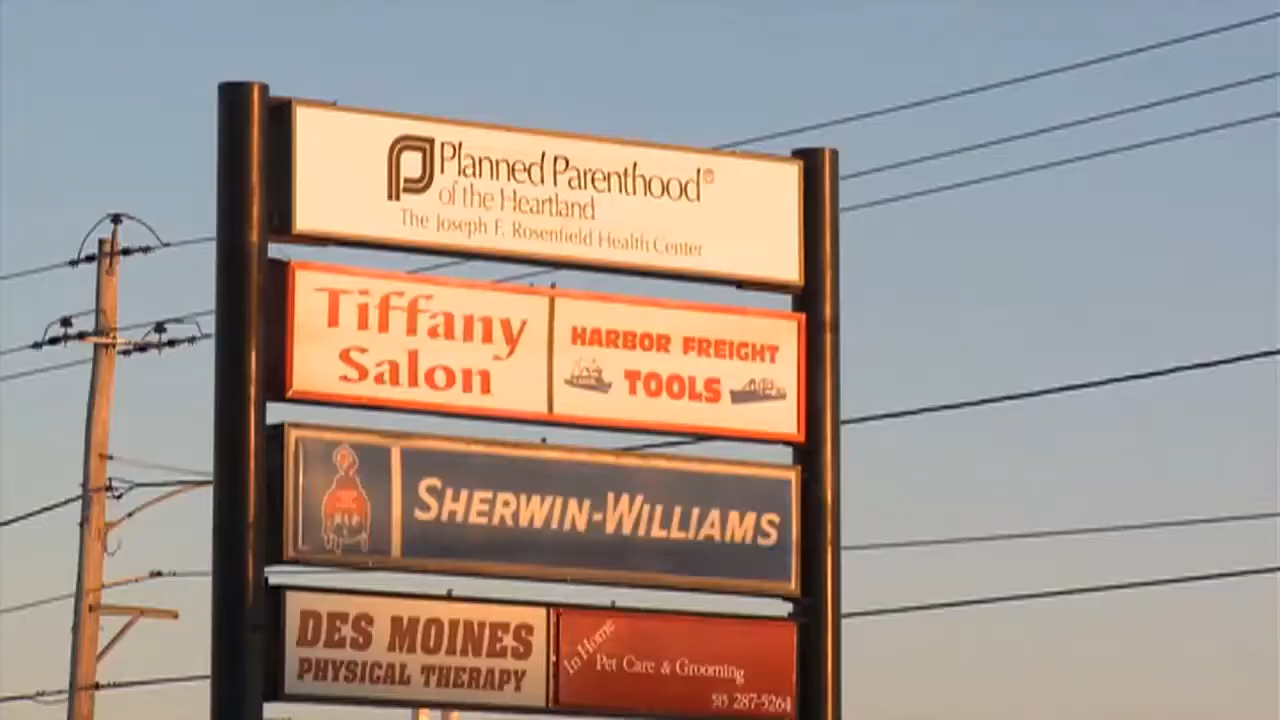 Planned Parenthood®
of the Heartland
The Joseph F. Rosenfield Health Center
Tiffany
Salon
HARBOR FREIGHT
TOOLS
SHERWIN-WILLIAMS
DES MOINES
PHYSICAL THERAPY
In Home
Pet Care & Grooming
515 287-5264